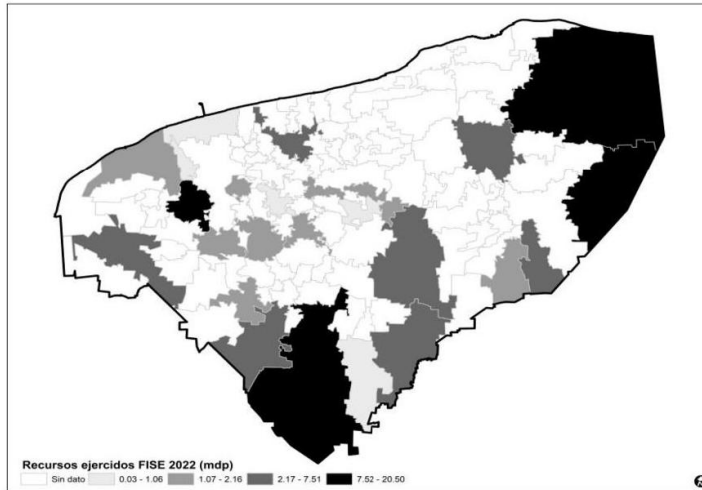 Recursos ejercidos FISE 2022 (mdp)
Sin dato 0.03 - 1.06 1.07 - 2.16 2.17 - 7.51 7.52 - 20.50